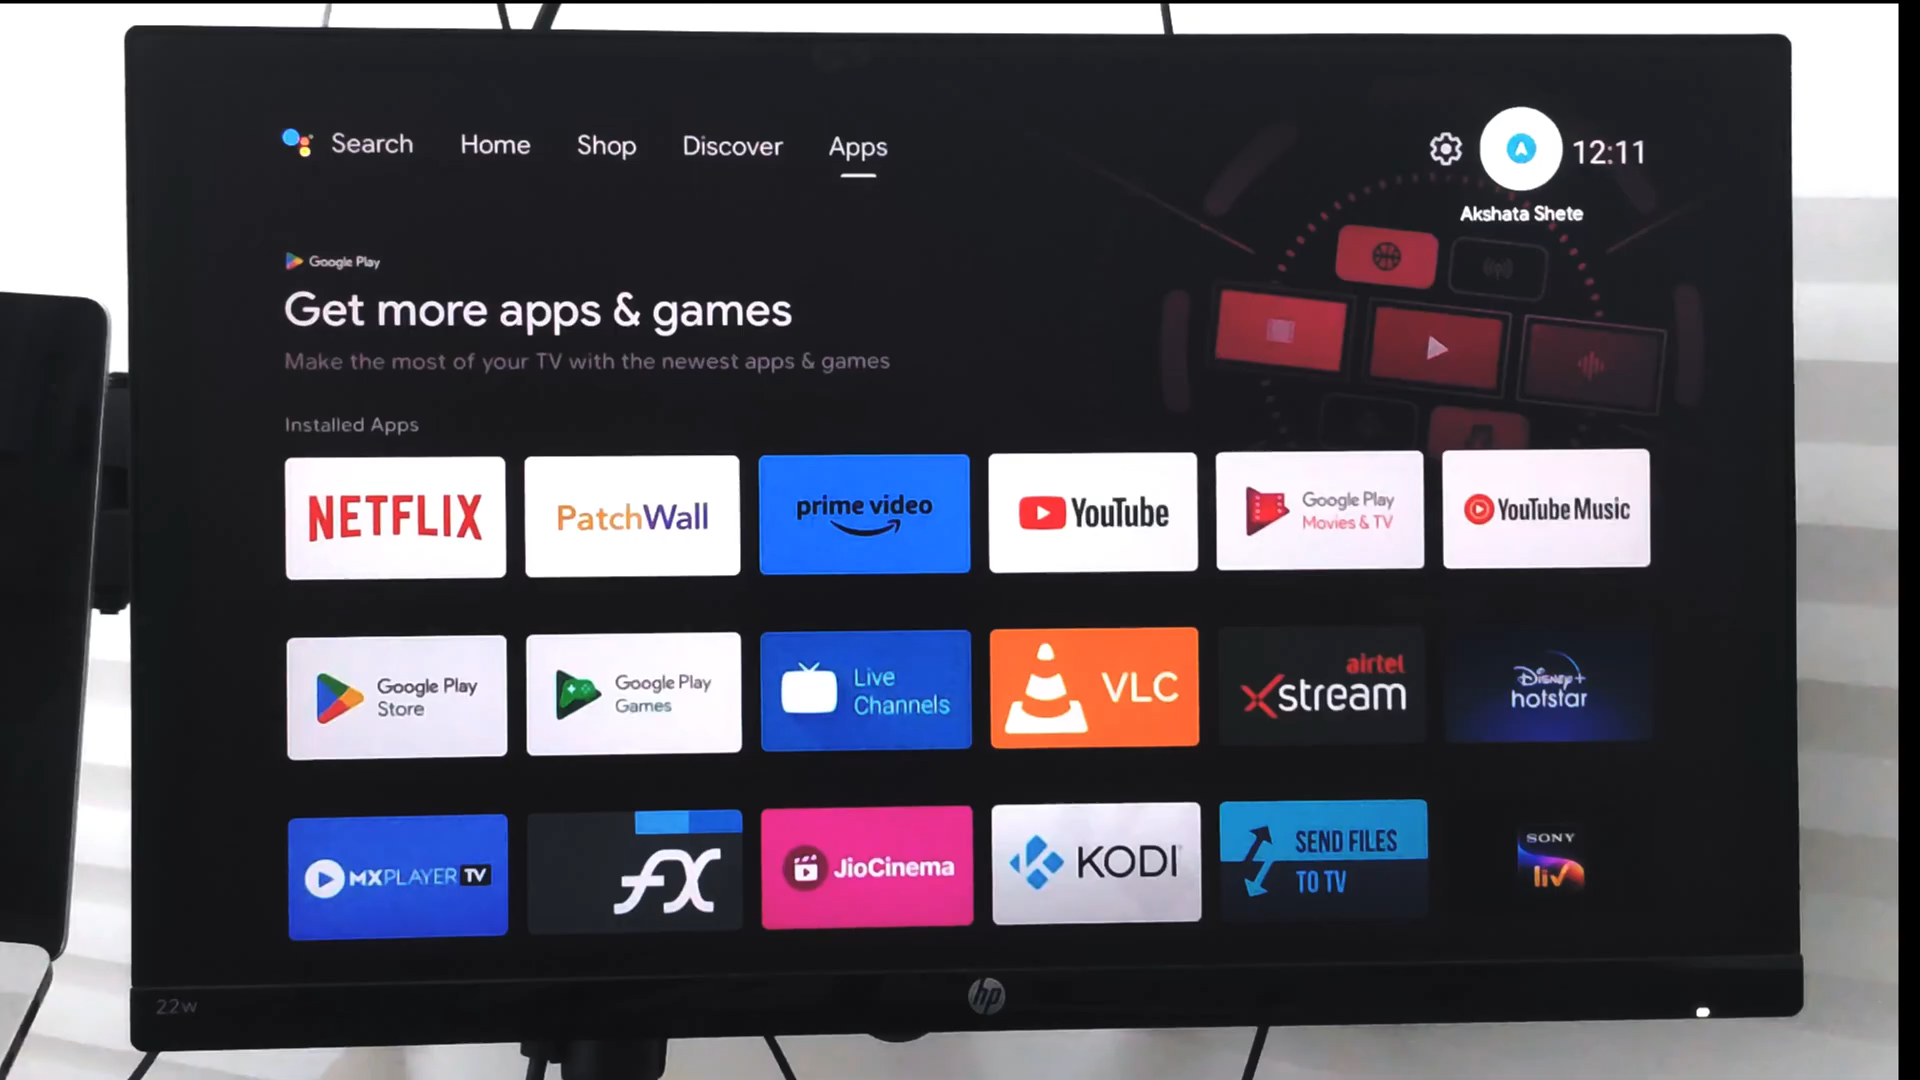 Search Home Shop Discover Apps
12:11
Akshata Shete
Google Play
Get more apps & games
Make the most of your TV with the newest apps & games
Installed Apps
NETFLIX
PatchWall
prime video
YouTube
Google Play
Movies & TV
YouTube Music
Google Play
Store
Google Play
Games
Live
Channels
VLC
airtel
Xstream
Disney+
hotstar
MXPLAYER TV
fX
JioCinema
KODI
SEND FILES
TO TV
SONY
liv
22w
hp